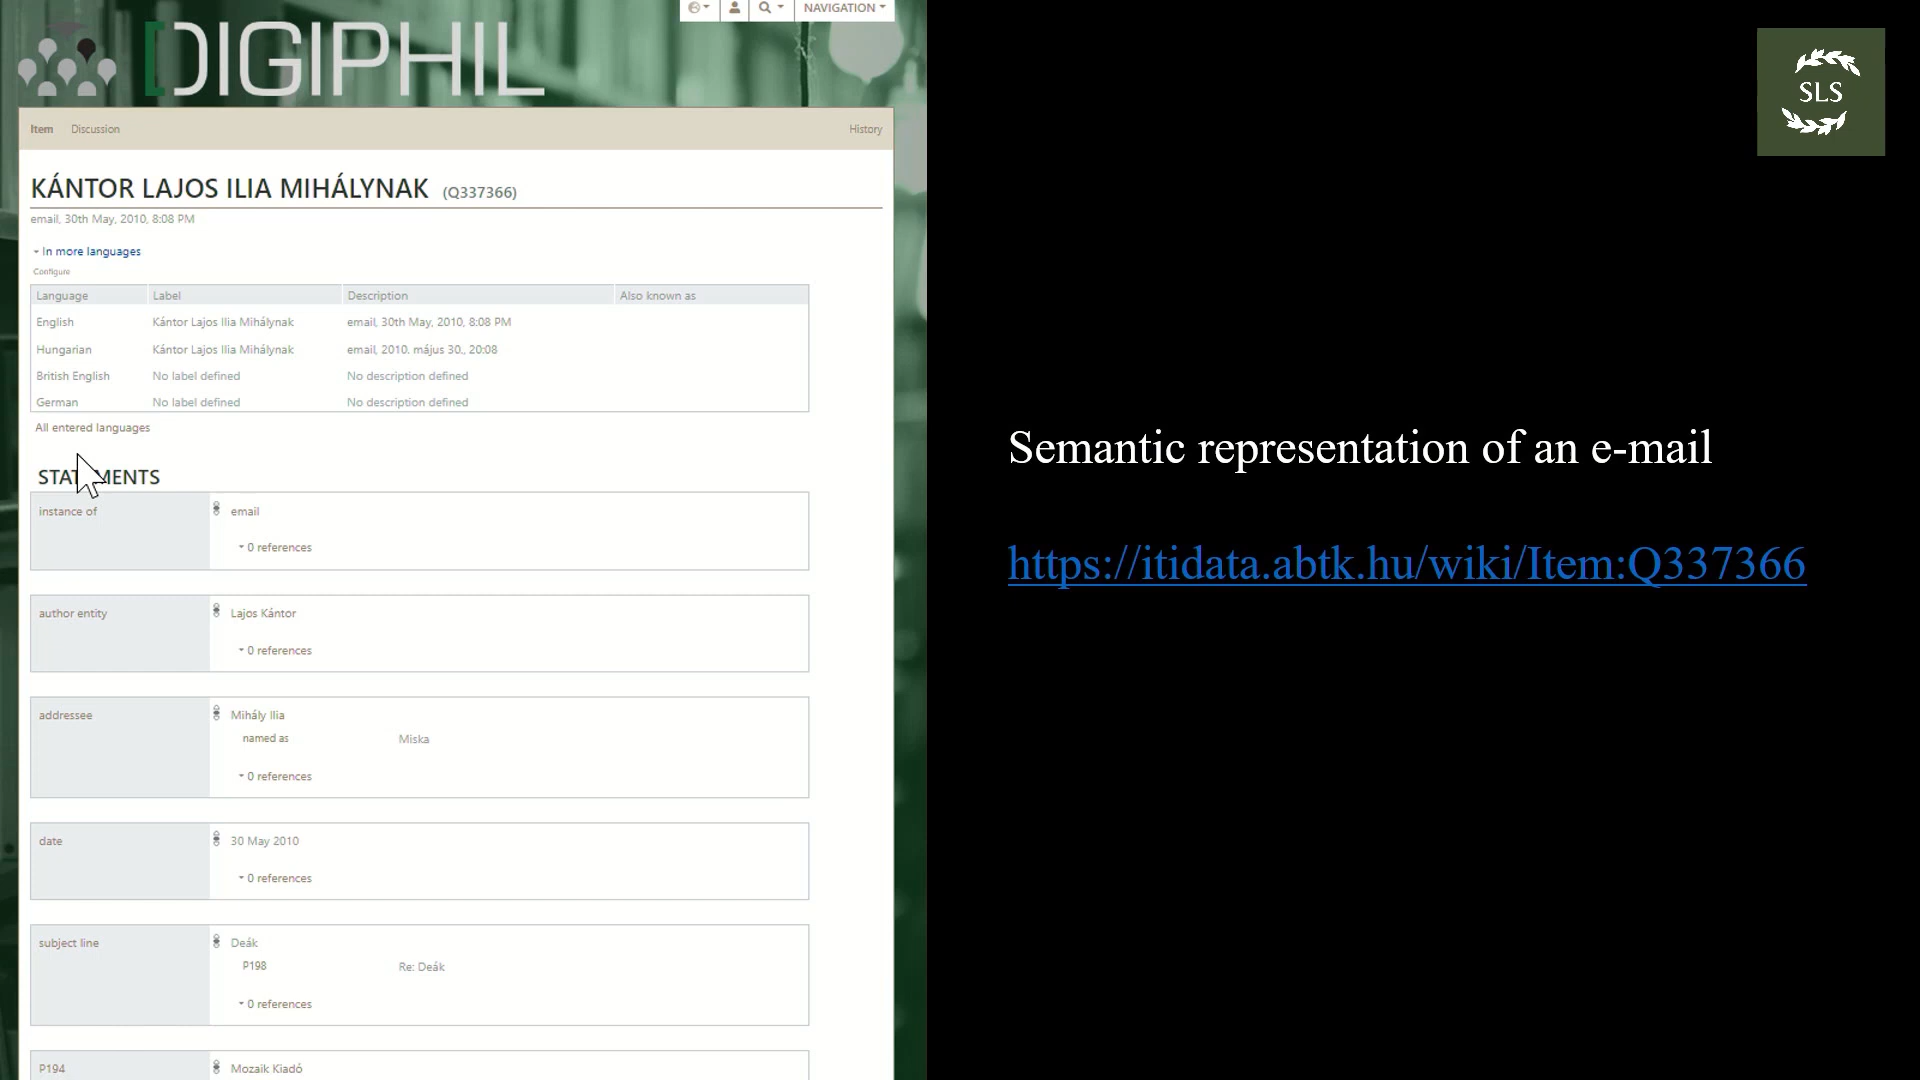 NAVIGATION
DIGIPHIL
Item Discussion History
KÁNTOR LAJOS ILIA MIHÁLYNAK (Q337366)
email, 30th May, 2010, 8:08 PM
In more languages
Configure
Language Label Description Also known as
English Kántor Lajos Ilia Mihálynak email, 30th May, 2010, 8:08 PM
Hungarian Kántor Lajos Ilia Mihálynak email, 2010. május 30., 20:08
British English No label defined No description defined
German No label defined No description defined
All entered languages
STATEMENTS
instance of email
0 references
author entity Lajos Kántor
0 references
addressee Mihály Ilia
named as Miska
0 references
date 30 May 2010
0 references
subject line Deák
P198 Re: Deák
0 references
P194 Mozaik Kiadó
SLS
Semantic representation of an e-mail
https://itidata.abtk.hu/wiki/Item:Q337366